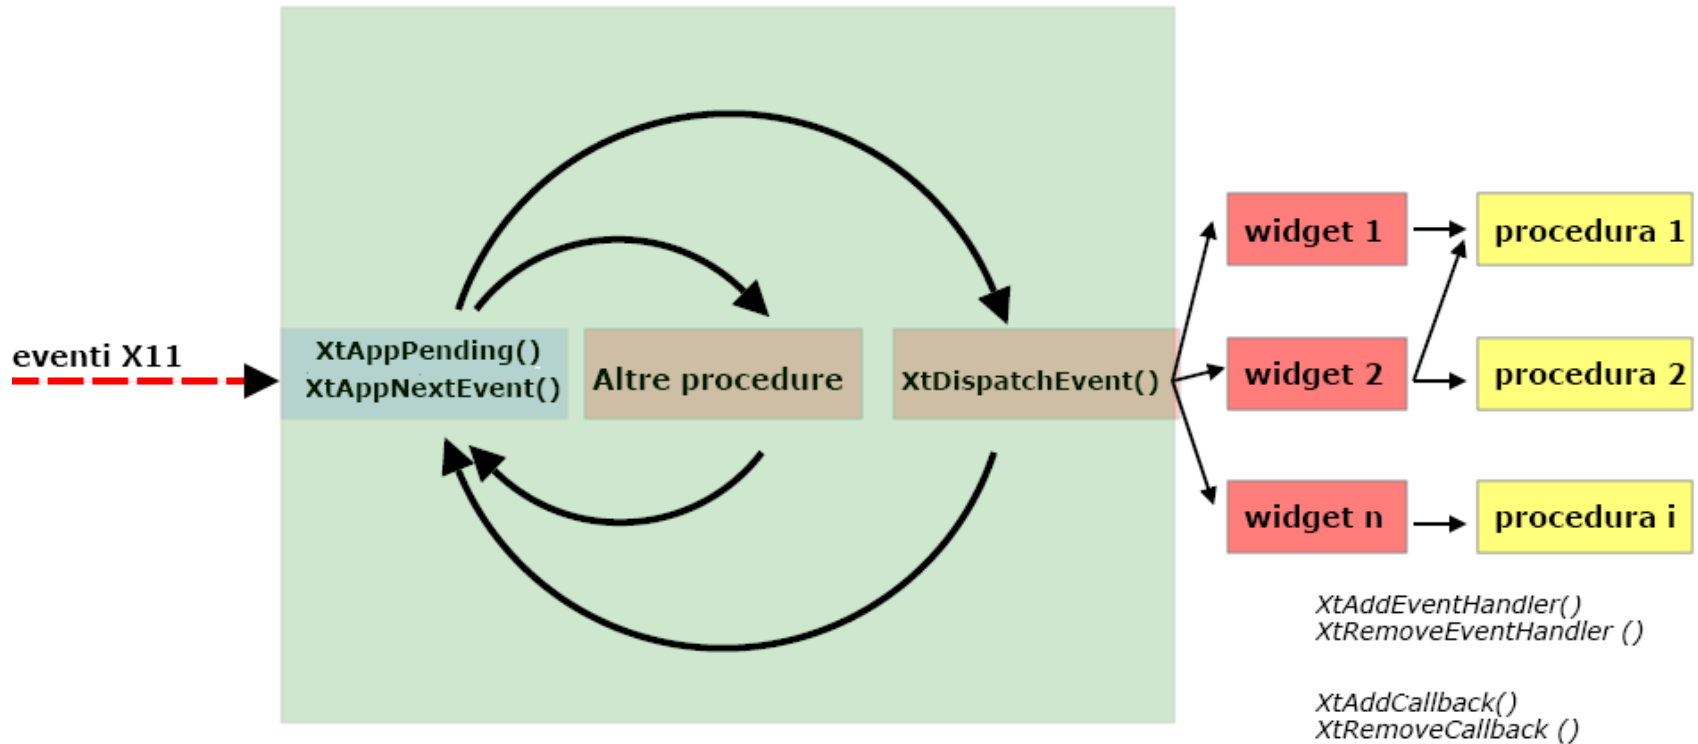 eventi X11
XtAppPending()
XtAppNextEvent()
Altre procedure
XtDispatchEvent()
widget 1
procedura 1
widget 2
procedura 2
widget n
procedura i
XtAddEventHandler()
XtRemoveEventHandler ()
XtAddCallback()
XtRemoveCallback ()